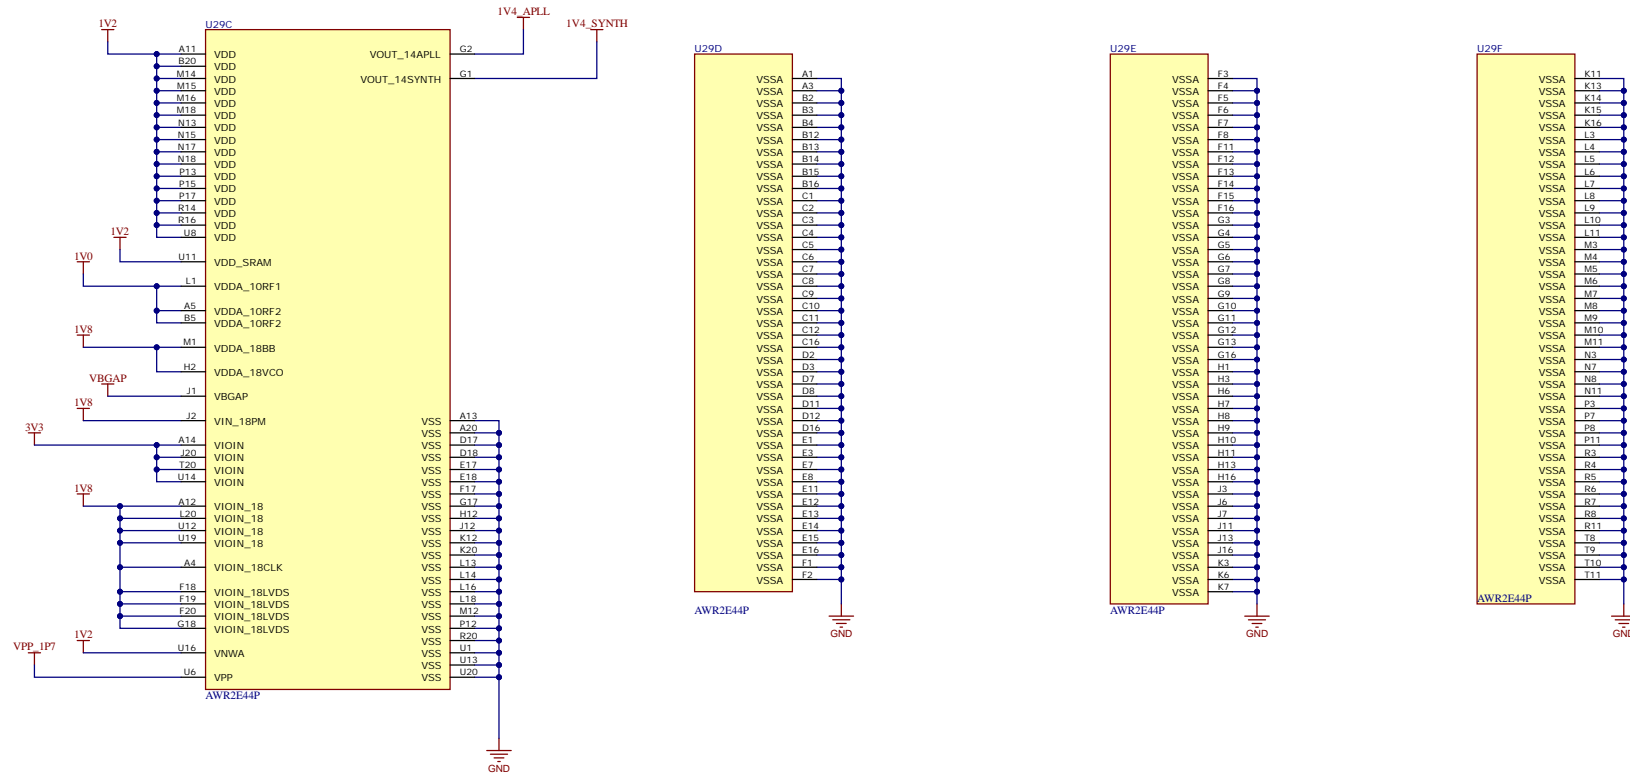 1V2
U29C
1V4_APLL
1V4_SYNTH
A11 VDD
B20 VDD
M14 VDD
M15 VDD
M16 VDD
M18 VDD
N13 VDD
N15 VDD
N17 VDD
N18 VDD
P13 VDD
P15 VDD
P17 VDD
R14 VDD
R16 VDD
U8 VDD
1V2
U11 VDD_SRAM
1V0
L1 VDDA_10RF1
A5 VDDA_10RF2
B5 VDDA_10RF2
1V8
M1 VDDA_18BB
H2 VDDA_18VCO
VBGAP
J1 VBGAP
1V8
J2 VIN_18PM
3V3
A14 VIOIN
J20 VIOIN
T20 VIOIN
U14 VIOIN
1V8
A12 VIOIN_18
L20 VIOIN_18
U12 VIOIN_18
U19 VIOIN_18
A4 VIOIN_18CLK
F18 VIOIN_18LVDS
F19 VIOIN_18LVDS
F20 VIOIN_18LVDS
G18 VIOIN_18LVDS
1V2
U16 VNWA
VPP_1P7
U6 VPP
VOUT_14APLL G2
VOUT_14SYNTH G1
VSS A13
VSS A20
VSS D17
VSS D18
VSS E17
VSS E18
VSS F17
VSS G17
VSS H12
VSS J12
VSS K12
VSS K20
VSS L13
VSS L14
VSS L16
VSS L18
VSS M12
VSS P12
VSS R20
VSS U1
VSS U13
VSS U20
AWR2E44P
GND
U29D
VSSA A1
VSSA A3
VSSA B2
VSSA B3
VSSA B4
VSSA B12
VSSA B13
VSSA B14
VSSA B15
VSSA B16
VSSA C1
VSSA C2
VSSA C3
VSSA C4
VSSA C5
VSSA C6
VSSA C7
VSSA C8
VSSA C9
VSSA C10
VSSA C11
VSSA C12
VSSA C16
VSSA D2
VSSA D3
VSSA D7
VSSA D8
VSSA D11
VSSA D12
VSSA D16
VSSA E1
VSSA E3
VSSA E7
VSSA E8
VSSA E11
VSSA E12
VSSA E13
VSSA E14
VSSA E15
VSSA E16
VSSA F1
VSSA F2
AWR2E44P
GND
U29E
VSSA F3
VSSA F4
VSSA F5
VSSA F6
VSSA F7
VSSA F8
VSSA F11
VSSA F12
VSSA F13
VSSA F14
VSSA F15
VSSA F16
VSSA G3
VSSA G4
VSSA G5
VSSA G6
VSSA G7
VSSA G8
VSSA G9
VSSA G10
VSSA G11
VSSA G12
VSSA G13
VSSA G16
VSSA H1
VSSA H3
VSSA H6
VSSA H7
VSSA H8
VSSA H9
VSSA H10
VSSA H11
VSSA H13
VSSA H16
VSSA J3
VSSA J6
VSSA J7
VSSA J11
VSSA J13
VSSA J16
VSSA K3
VSSA K6
VSSA K7
AWR2E44P
GND
U29F
VSSA K11
VSSA K13
VSSA K14
VSSA K15
VSSA K16
VSSA L3
VSSA L4
VSSA L5
VSSA L6
VSSA L7
VSSA L8
VSSA L9
VSSA L10
VSSA L11
VSSA M3
VSSA M4
VSSA M5
VSSA M6
VSSA M7
VSSA M8
VSSA M9
VSSA M10
VSSA M11
VSSA N3
VSSA N7
VSSA N8
VSSA N11
VSSA P3
VSSA P7
VSSA P8
VSSA P11
VSSA R3
VSSA R4
VSSA R5
VSSA R6
VSSA R7
VSSA R8
VSSA R11
VSSA T8
VSSA T9
VSSA T10
VSSA T11
AWR2E44P